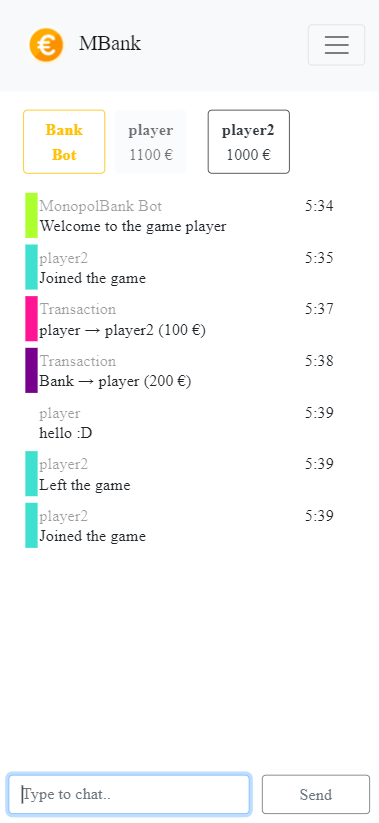 MBank
Bank Bot
player
1100 €
player2
1000 €
MonopolBank Bot 5:34
Welcome to the game player
player2 5:35
Joined the game
Transaction 5:37
player → player2 (100 €)
Transaction 5:38
Bank → player (200 €)
player 5:39
hello :D
player2 5:39
Left the game
player2 5:39
Joined the game
Type to chat..
Send